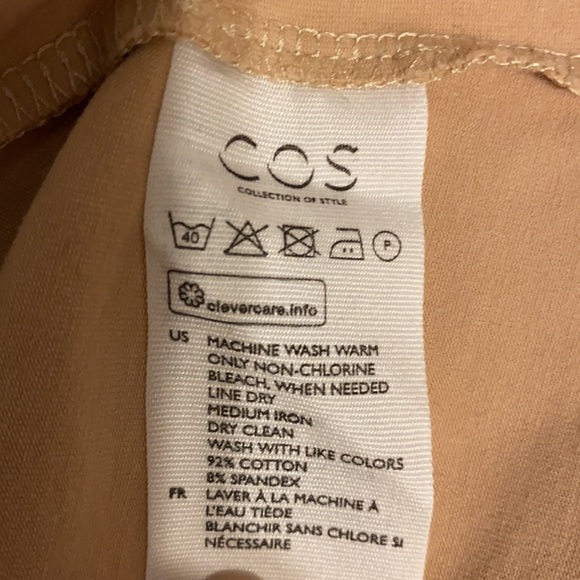 COS
COLLECTION OF STYLE
40
P
clevercare.info
US MACHINE WASH WARM
ONLY NON-CHLORINE
BLEACH, WHEN NEEDED
LINE DRY
MEDIUM IRON
DRY CLEAN
WASH WITH LIKE COLORS
92% COTTON
8% SPANDEX
FR LAVER À LA MACHINE À
L'EAU TIÈDE
BLANCHIR SANS CHLORE SI
NÉCESSAIRE